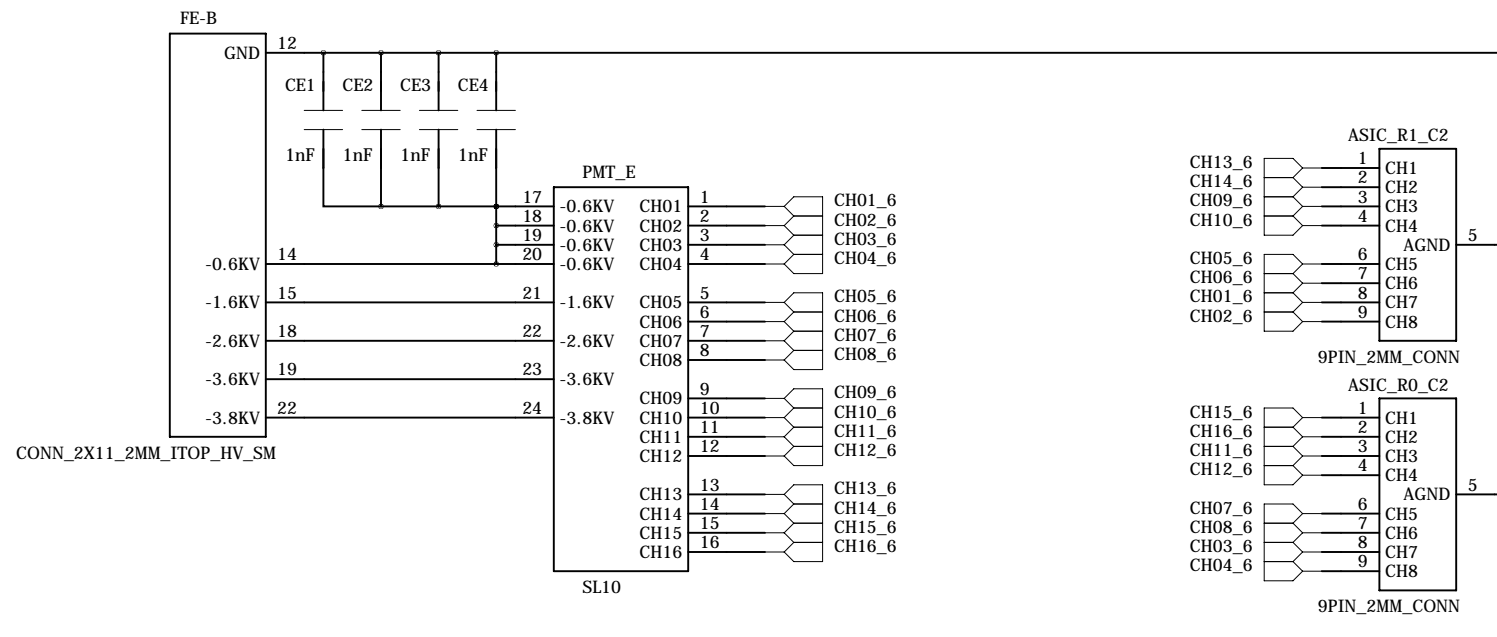 FE-B
GND 12
CE1 CE2 CE3 CE4
1nF 1nF 1nF 1nF
-0.6KV 14
-1.6KV 15
-2.6KV 18
-3.6KV 19
-3.8KV 22
CONN_2X11_2MM_ITOP_HV_SM
PMT_E
17 -0.6KV CH01 1 CH01_6
18 -0.6KV CH02 2 CH02_6
19 -0.6KV CH03 3 CH03_6
20 -0.6KV CH04 4 CH04_6
21 -1.6KV CH05 5 CH05_6
CH06 6 CH06_6
22 -2.6KV CH07 7 CH07_6
CH08 8 CH08_6
23 -3.6KV
CH09 9 CH09_6
24 -3.8KV CH10 10 CH10_6
CH11 11 CH11_6
CH12 12 CH12_6
CH13 13 CH13_6
CH14 14 CH14_6
CH15 15 CH15_6
CH16 16 CH16_6
SL10
ASIC_R1_C2
CH13_6 1 CH1
CH14_6 2 CH2
CH09_6 3 CH3
CH10_6 4 CH4
AGND 5
CH05_6 6 CH5
CH06_6 7 CH6
CH01_6 8 CH7
CH02_6 9 CH8
9PIN_2MM_CONN
ASIC_R0_C2
CH15_6 1 CH1
CH16_6 2 CH2
CH11_6 3 CH3
CH12_6 4 CH4
AGND 5
CH07_6 6 CH5
CH08_6 7 CH6
CH03_6 8 CH7
CH04_6 9 CH8
9PIN_2MM_CONN